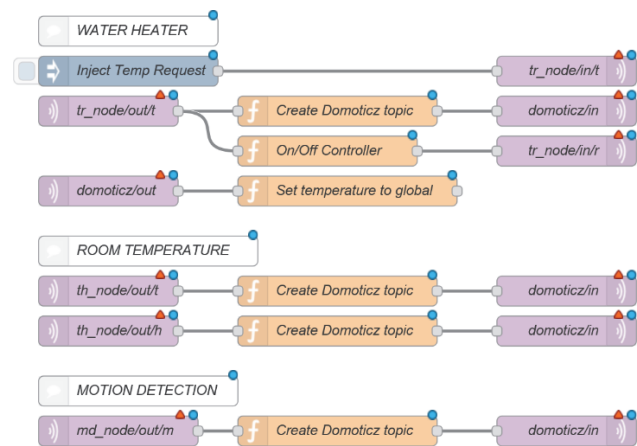 WATER HEATER
Inject Temp Request
tr_node/in/t
tr_node/out/t
Create Domoticz topic
domoticz/in
On/Off Controller
tr_node/in/r
domoticz/out
Set temperature to global
ROOM TEMPERATURE
th_node/out/t
Create Domoticz topic
domoticz/in
th_node/out/h
Create Domoticz topic
domoticz/in
MOTION DETECTION
md_node/out/m
Create Domoticz topic
domoticz/in